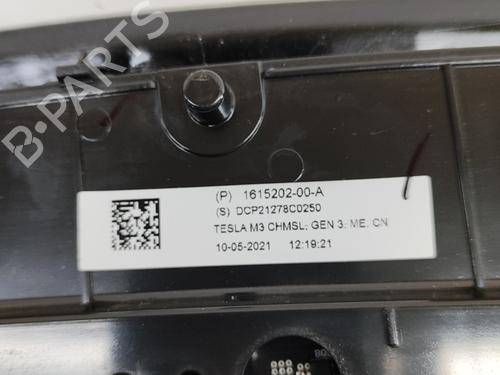 B-PARTS
(P) 1615202-00-A
(S) DCP21278C0250
TESLA M3 CHMSL, GEN 3, ME, CN
10-05-2021 12:19:21